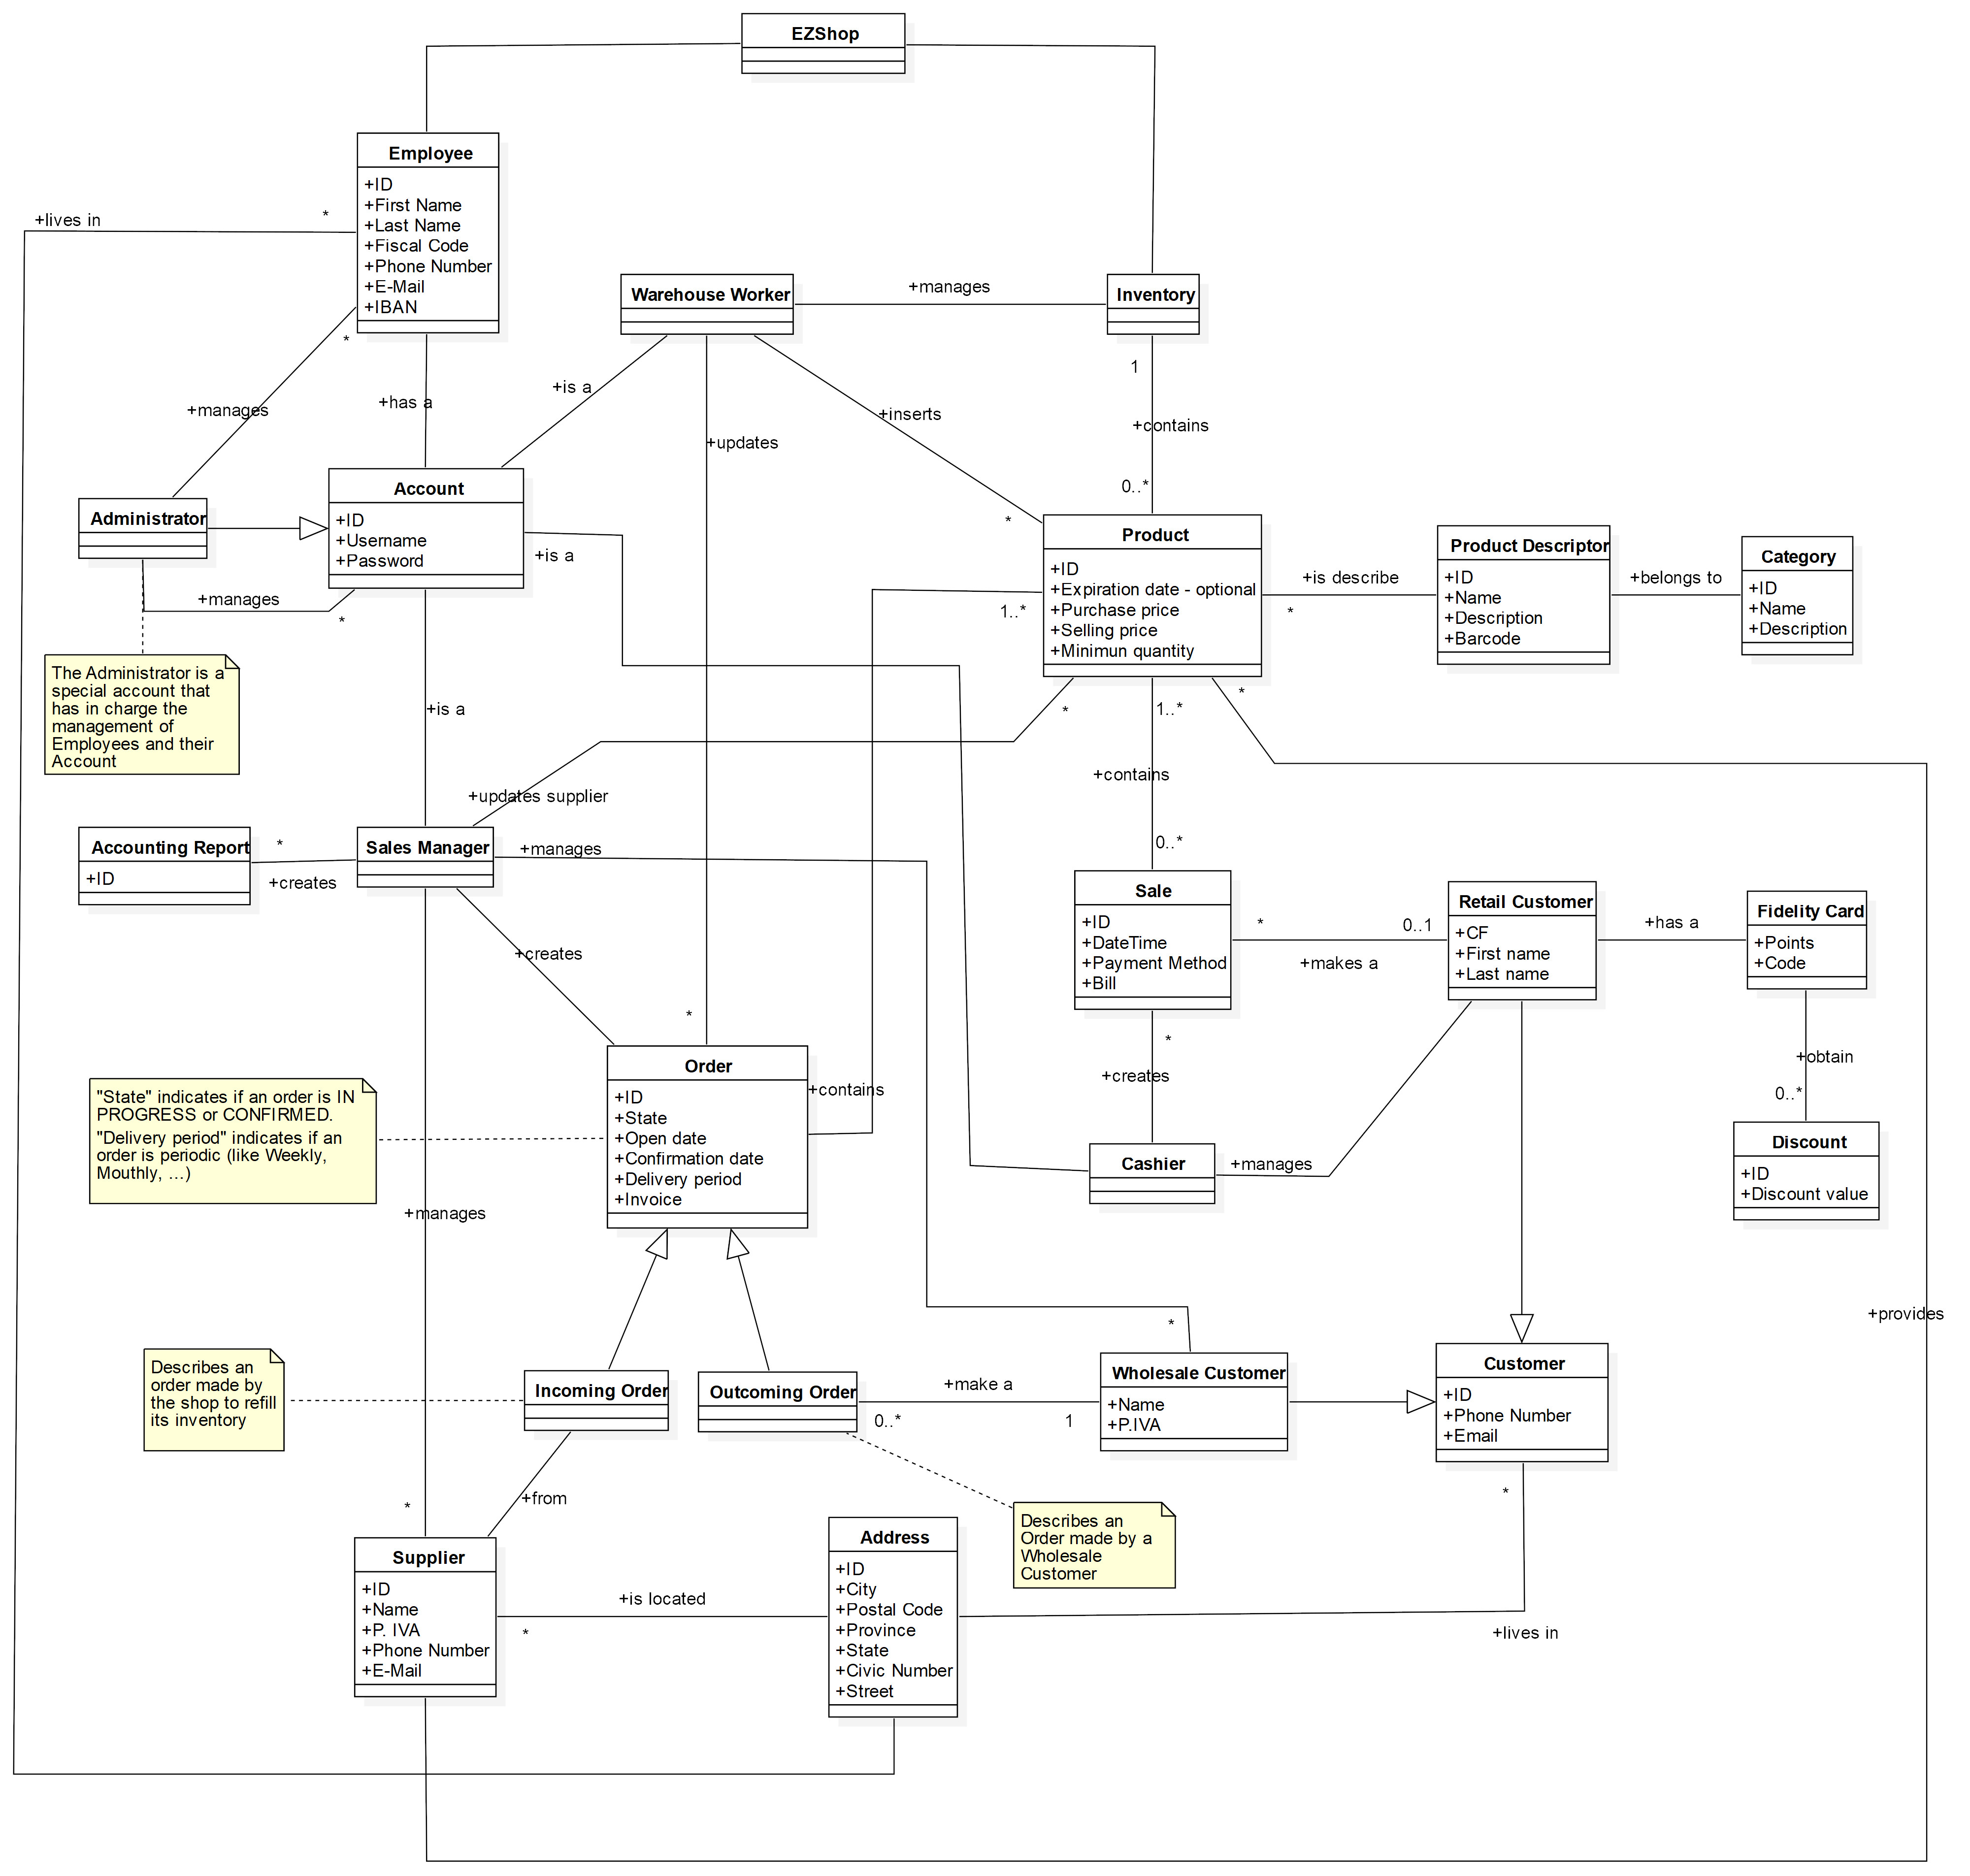 EZShop
Employee
+ID
+First Name
+Last Name
+Fiscal Code
+Phone Number
+E-Mail
+IBAN
+lives in
*
*
+manages
+has a
Warehouse Worker
+manages
Inventory
+is a
+updates
+inserts
1
+contains
0..*
*
Administrator
Account
+ID
+Username
+Password
+is a
+manages
*
The Administrator is a
special account that
has in charge the
management of
Employees and their
Account
Product
+ID
+Expiration date - optional
+Purchase price
+Selling price
+Minimun quantity
1..*
+is describe
*
Product Descriptor
+ID
+Name
+Description
+Barcode
+belongs to
Category
+ID
+Name
+Description
+is a
*
1..*
*
+contains
0..*
+updates supplier
Accounting Report
+ID
*
+creates
Sales Manager
+manages
+creates
Sale
+ID
+DateTime
+Payment Method
+Bill
*
0..1
+makes a
Retail Customer
+CF
+First name
+Last name
+has a
Fidelity Card
+Points
+Code
+obtain
0..*
Discount
+ID
+Discount value
*
+creates
Cashier
+manages
*
Order
+ID
+State
+Open date
+Confirmation date
+Delivery period
+Invoice
+contains
"State" indicates if an order is IN
PROGRESS or CONFIRMED.
"Delivery period" indicates if an
order is periodic (like Weekly,
Mouthly, ...)
+manages
+provides
Describes an
order made by
the shop to refill
its inventory
Incoming Order
Outcoming Order
+make a
0..*
1
*
Wholesale Customer
+Name
+P.IVA
Customer
+ID
+Phone Number
+Email
*
+from
*
Describes an
Order made by a
Wholesale
Customer
Supplier
+ID
+Name
+P. IVA
+Phone Number
+E-Mail
+is located
*
Address
+ID
+City
+Postal Code
+Province
+State
+Civic Number
+Street
+lives in